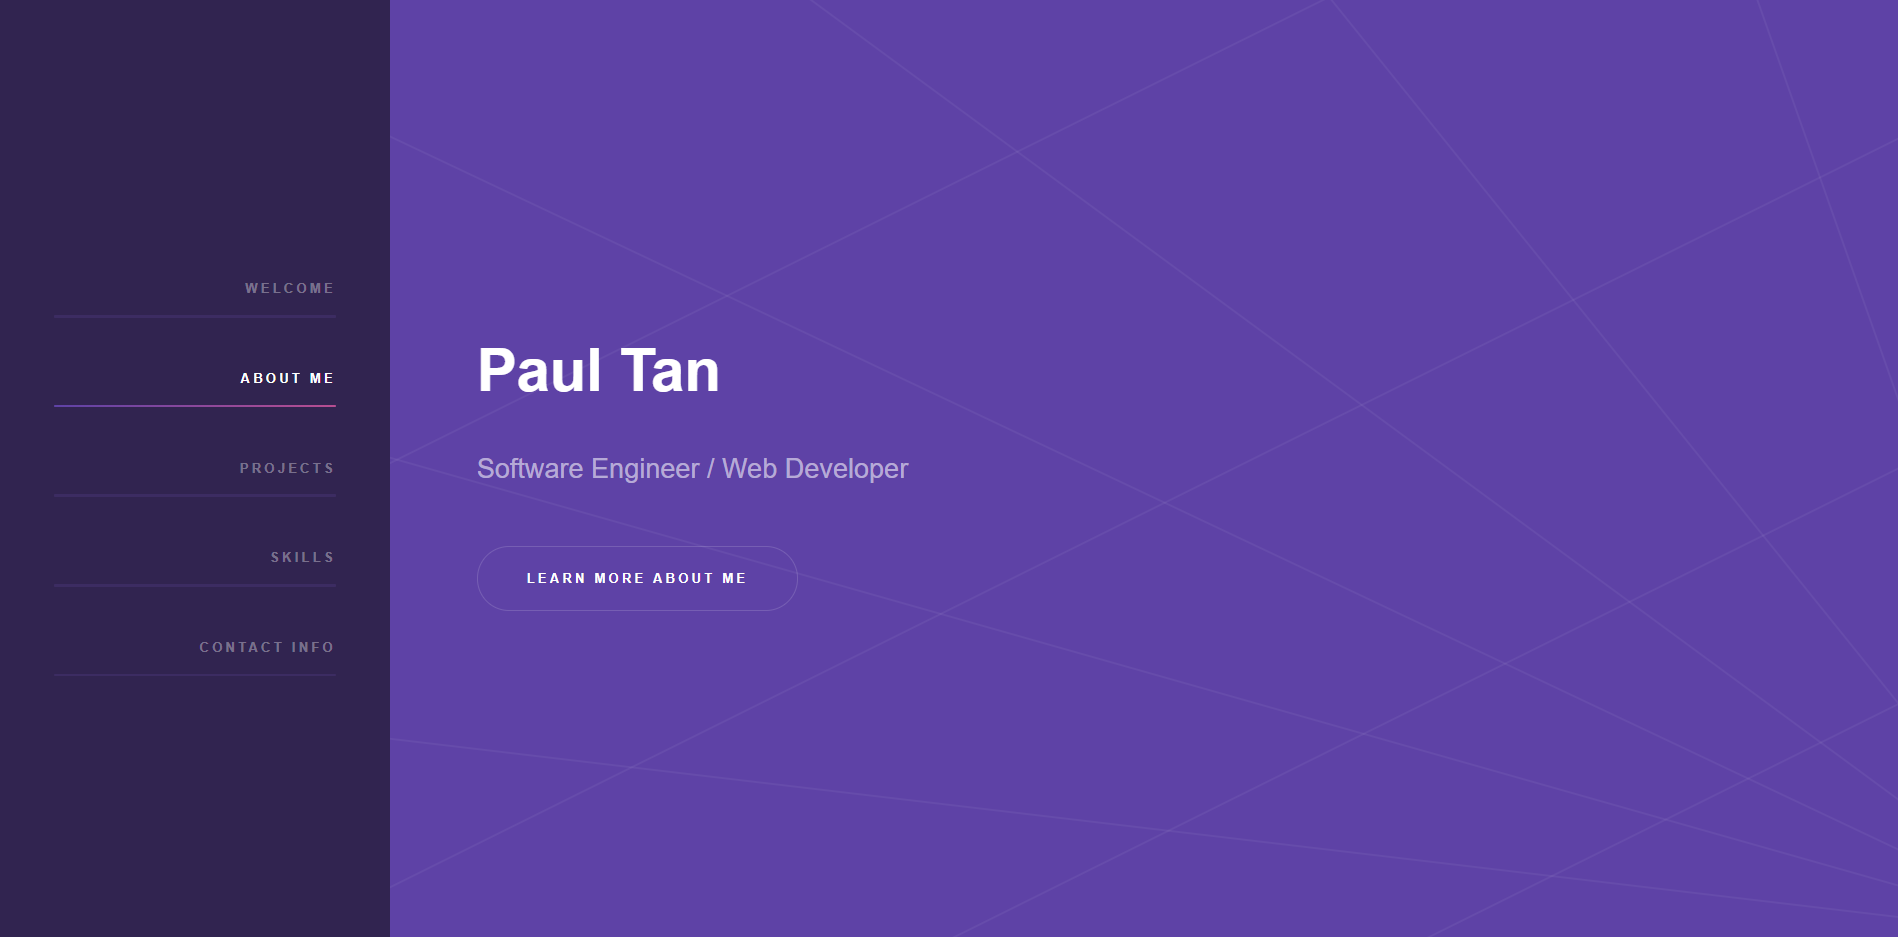 WELCOME
ABOUT ME
PROJECTS
SKILLS
CONTACT INFO
Paul Tan
Software Engineer / Web Developer
LEARN MORE ABOUT ME